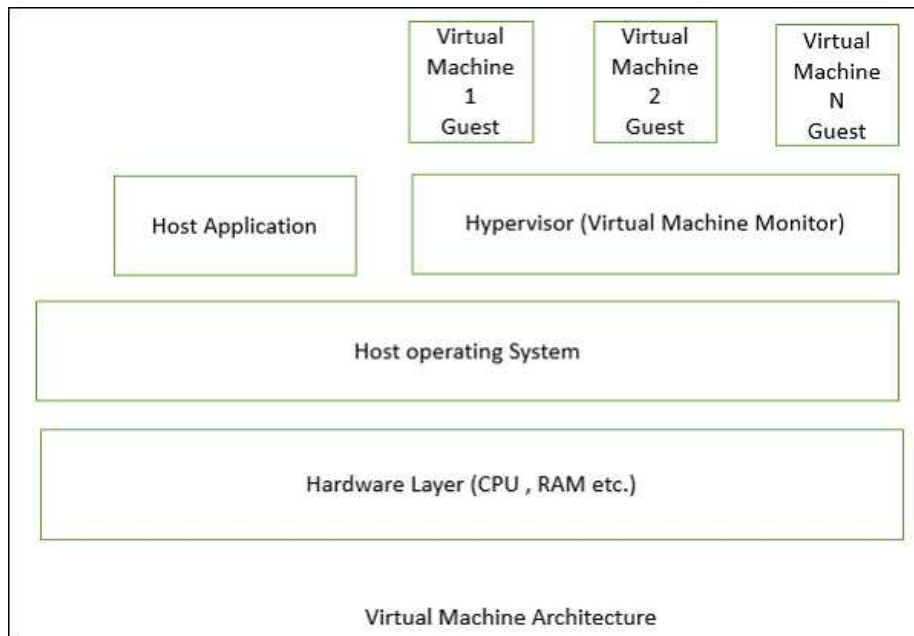 Virtual
Machine
1
Guest
Virtual
Machine
2
Guest
Virtual
Machine
N
Guest
Host Application
Hypervisor (Virtual Machine Monitor)
Host operating System
Hardware Layer (CPU , RAM etc.)
Virtual Machine Architecture